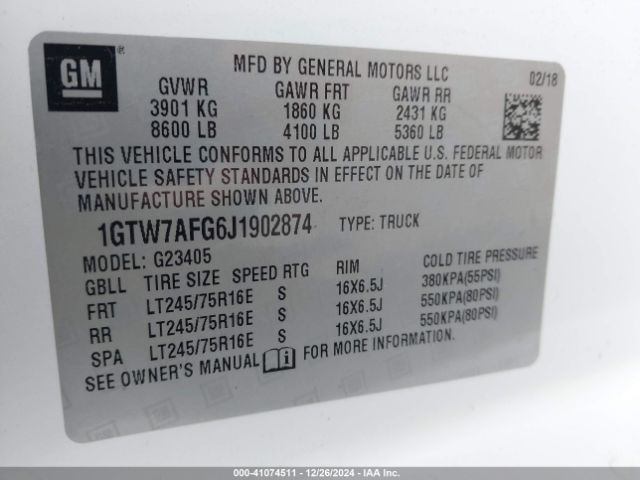 GM®
MFD BY GENERAL MOTORS LLC 02/18
GVWR GAWR FRT GAWR RR
3901 KG 1860 KG 2431 KG
8600 LB 4100 LB 5360 LB
THIS VEHICLE CONFORMS TO ALL APPLICABLE U.S. FEDERAL MOTOR
VEHICLE SAFETY STANDARDS IN EFFECT ON THE DATE OF
MANUFACTURE SHOWN ABOVE.
1GTW7AFG6J1902874 TYPE: TRUCK
MODEL: G23405
GBLL TIRE SIZE SPEED RTG RIM COLD TIRE PRESSURE
FRT LT245/75R16E S 16X6.5J 380KPA(55PSI)
RR LT245/75R16E S 16X6.5J 550KPA(80PSI)
SPA LT245/75R16E S 16X6.5J 550KPA(80PSI)
SEE OWNER'S MANUAL i FOR MORE INFORMATION.
000-41074511 - 12/26/2024 - IAA Inc.